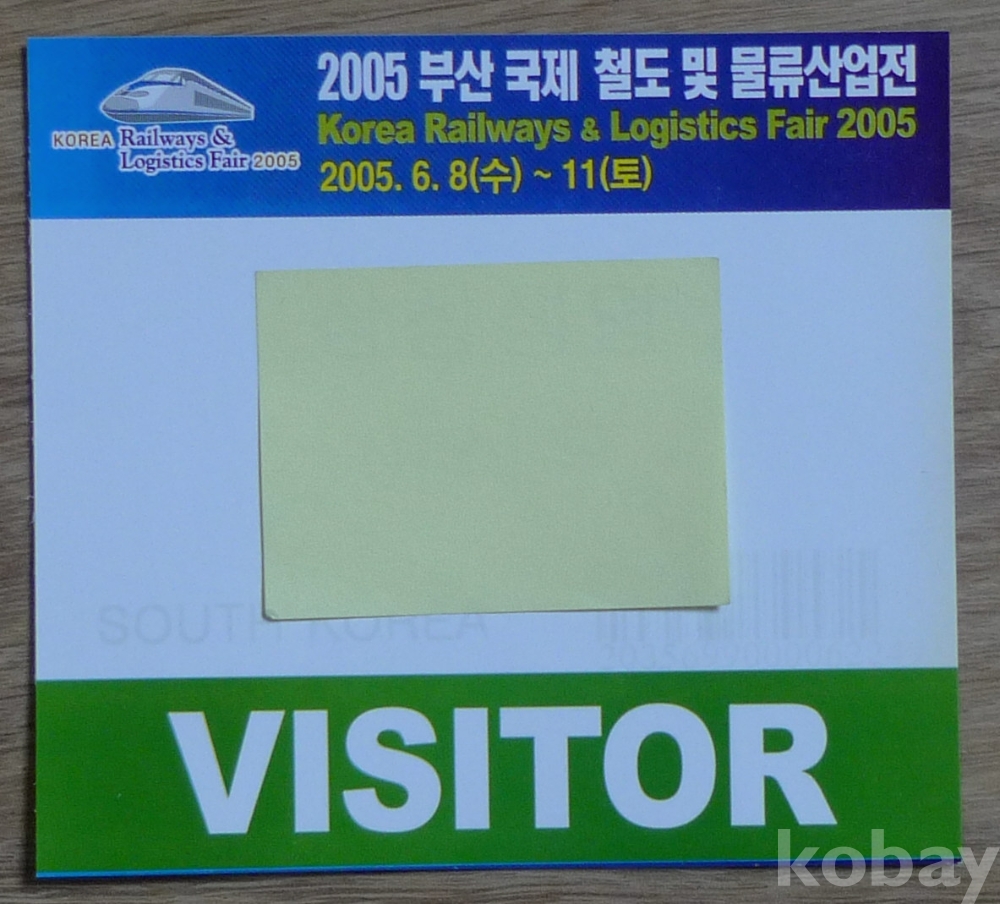 KOREA Railways &
Logistics Fair 2005
2005 부산 국제 철도 및 물류산업전
Korea Railways & Logistics Fair 2005
2005. 6. 8(수) ~ 11(토)
SOUTH KOREA
VISITOR
kobay